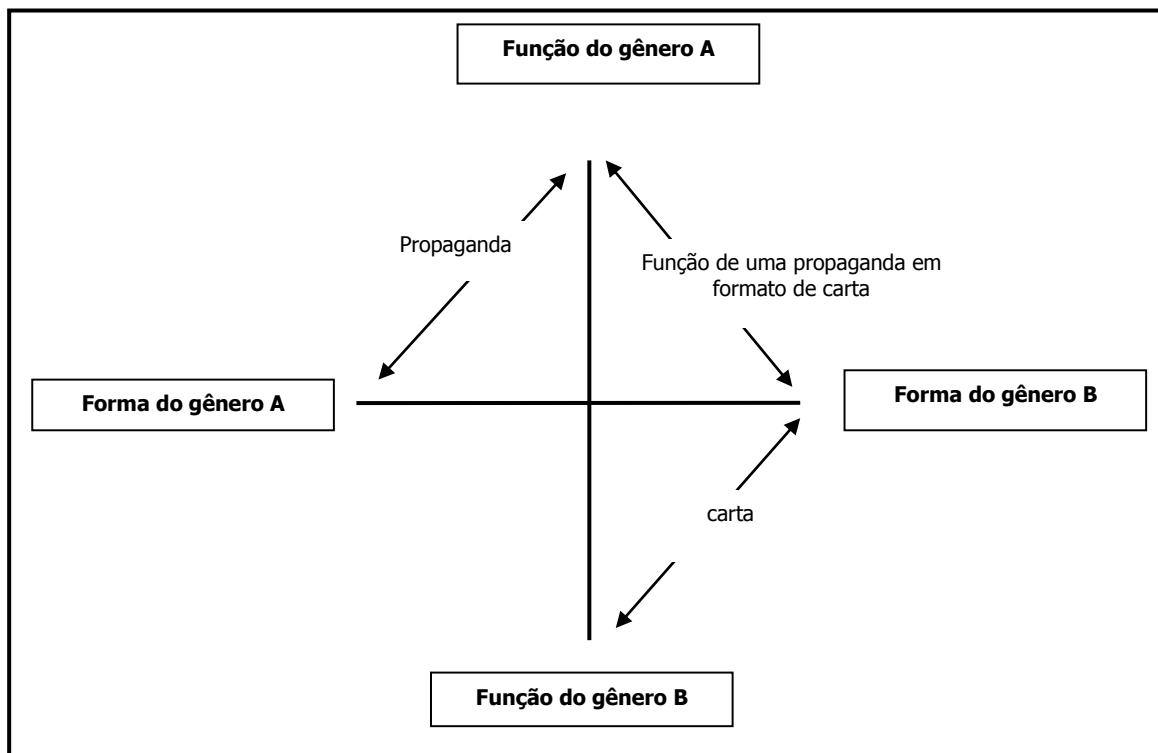 Função do gênero A
Propaganda
Função de uma propaganda em
formato de carta
Forma do gênero A
Forma do gênero B
carta
Função do gênero B